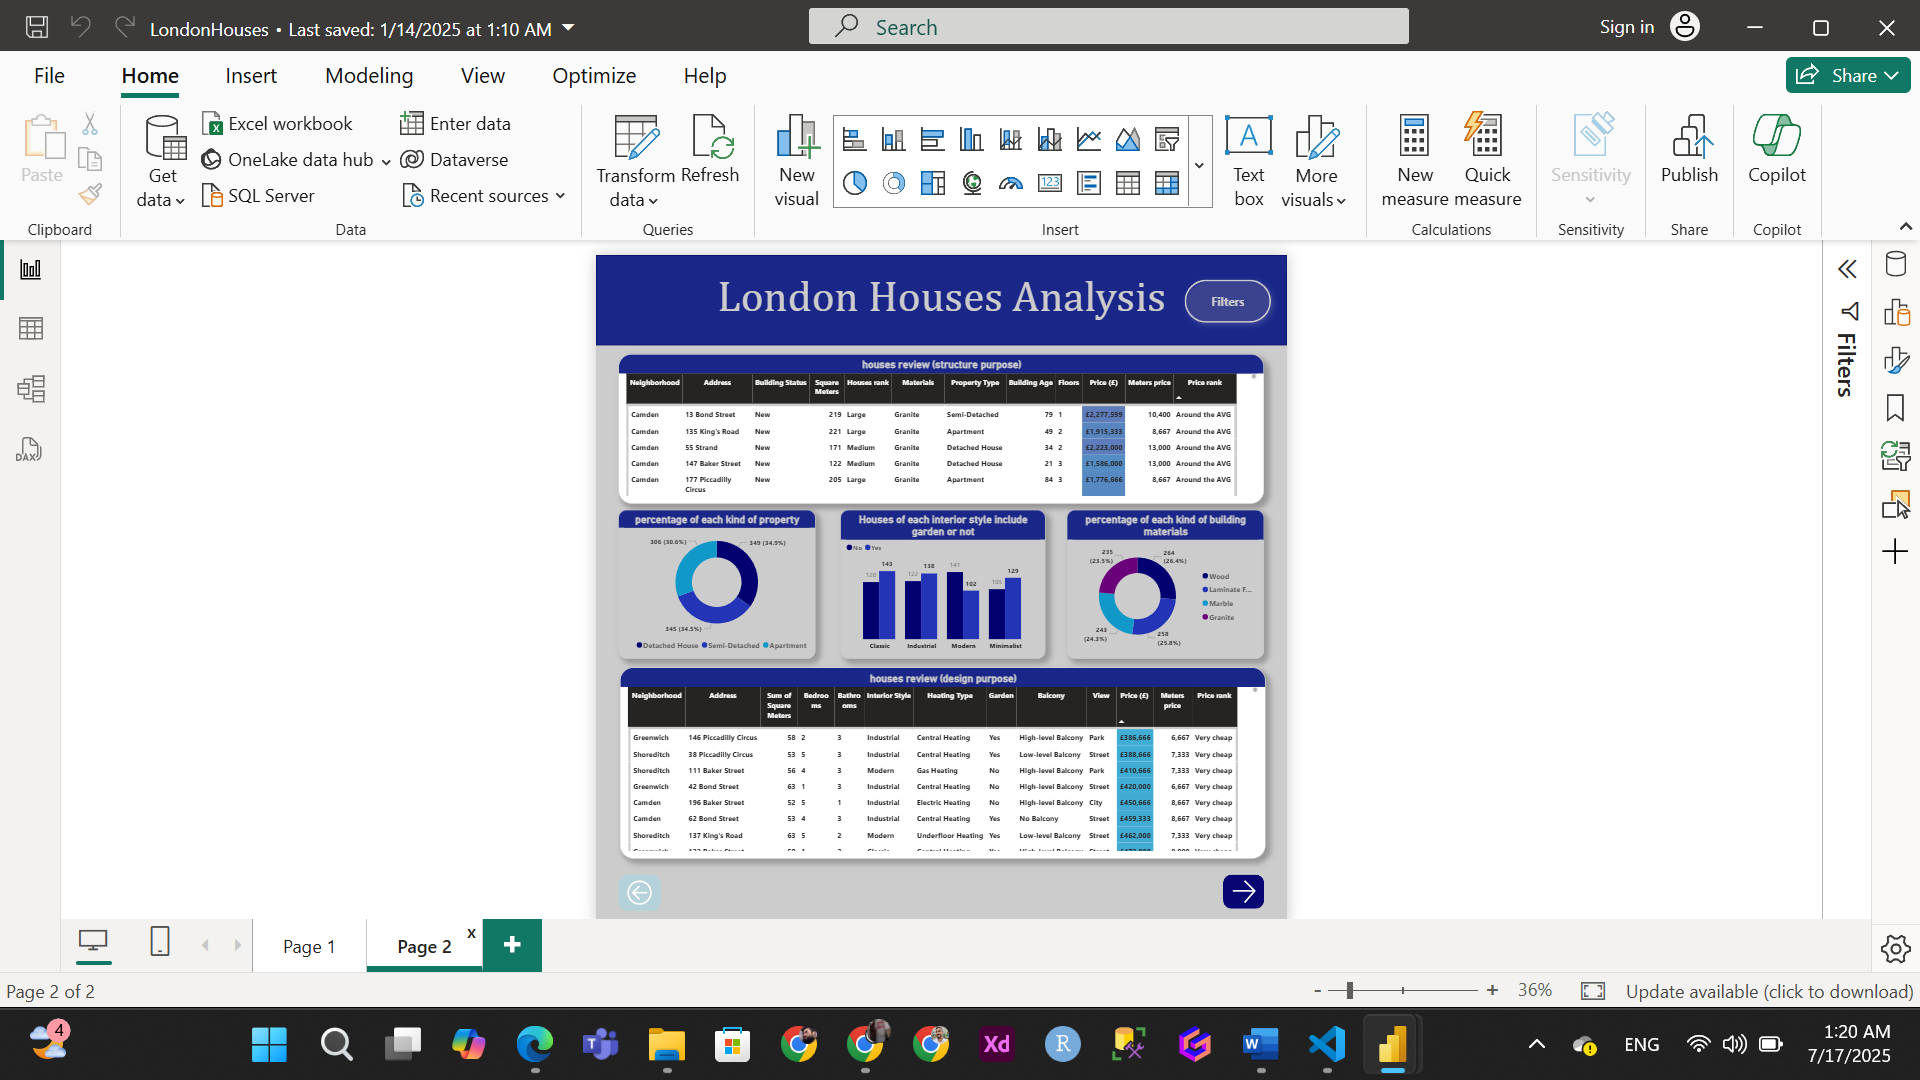 LondonHouses • Last saved: 1/14/2025 at 1:10 AM
Search
Sign in
File Home Insert Modeling View Optimize Help
Share
Paste
Get data
Excel workbook
OneLake data hub
SQL Server
Enter data
Dataverse
Recent sources
Transform data
Refresh
New visual
Text box
More visuals
New measure
Quick measure
Sensitivity
Publish
Copilot
Clipboard Data Queries Insert Calculations Sensitivity Share Copilot
Filters
London Houses Analysis
Filters
houses review (structure purpose)
Neighborhood Address Building Status Square Meters Houses rank Materials Property Type Building Age Floors Price (£) Meters price Price rank
Camden 13 Bond Street New 219 Large Granite Semi-Detached 79 1 £2,277,599 10,400 Around the AVG
Camden 135 King's Road New 221 Large Granite Apartment 49 2 £1,915,333 8,667 Around the AVG
Camden 55 Strand New 171 Medium Granite Detached House 34 2 £2,223,000 13,000 Around the AVG
Camden 147 Baker Street New 122 Medium Granite Detached House 21 3 £1,586,000 13,000 Around the AVG
Camden 177 Piccadilly Circus New 205 Large Granite Apartment 84 3 £1,776,666 8,667 Around the AVG
percentage of each kind of property
306 (30.6%)
349 (34.9%)
345 (34.5%)
Detached House Semi-Detached Apartment
Houses of each interior style include
garden or not
No Yes
120 143 122 138 141 102 105 129
Classic Industrial Modern Minimalist
percentage of each kind of building
materials
235
(23.5%)
264
(26.4%)
243
(24.3%)
258
(25.8%)
Wood
Laminate F...
Marble
Granite
houses review (design purpose)
Neighborhood Address Sum of Square Meters Bedrooms Bathrooms Interior Style Heating Type Garden Balcony View Price (£) Meters price Price rank
Greenwich 146 Piccadilly Circus 58 2 3 Industrial Central Heating Yes High-level Balcony Park £386,666 6,667 Very cheap
Shoreditch 38 Piccadilly Circus 53 5 3 Industrial Central Heating Yes Low-level Balcony Street £388,666 7,333 Very cheap
Shoreditch 111 Baker Street 56 4 3 Modern Gas Heating No High-level Balcony Park £410,666 7,333 Very cheap
Greenwich 42 Bond Street 63 1 3 Industrial Central Heating No High-level Balcony Street £420,000 6,667 Very cheap
Camden 196 Baker Street 52 5 1 Industrial Electric Heating No High-level Balcony City £450,666 8,667 Very cheap
Camden 62 Bond Street 53 4 3 Industrial Central Heating Yes No Balcony Street £459,333 8,667 Very cheap
Shoreditch 137 King's Road 63 5 2 Modern Underfloor Heating Yes Low-level Balcony Street £462,000 7,333 Very cheap
Page 1
Page 2
x
Page 2 of 2
36%
Update available (click to download)
4
ENG
1:20 AM
7/17/2025